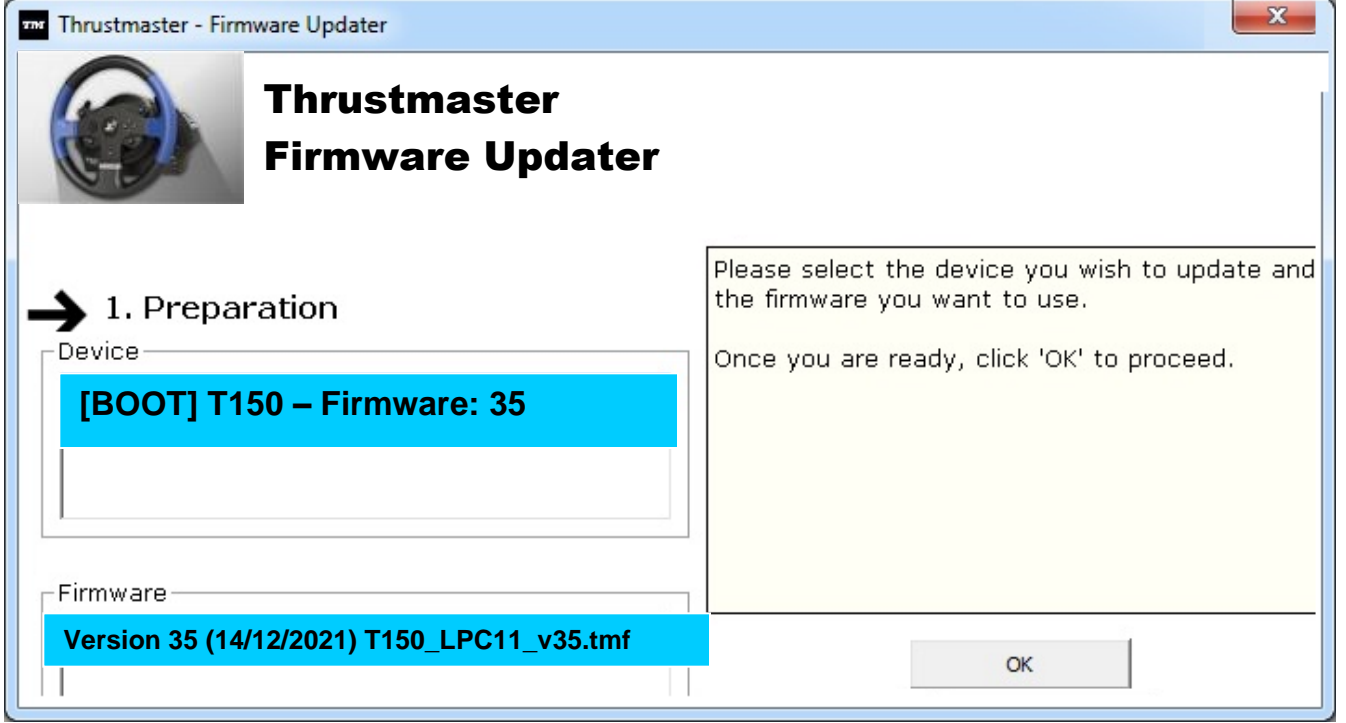 TM Thrustmaster - Firmware Updater
Thrustmaster
Firmware Updater
1. Preparation
Device
[BOOT] T150 – Firmware: 35
Firmware
Version 35 (14/12/2021) T150_LPC11_v35.tmf
Please select the device you wish to update and
the firmware you want to use.
Once you are ready, click 'OK' to proceed.
OK